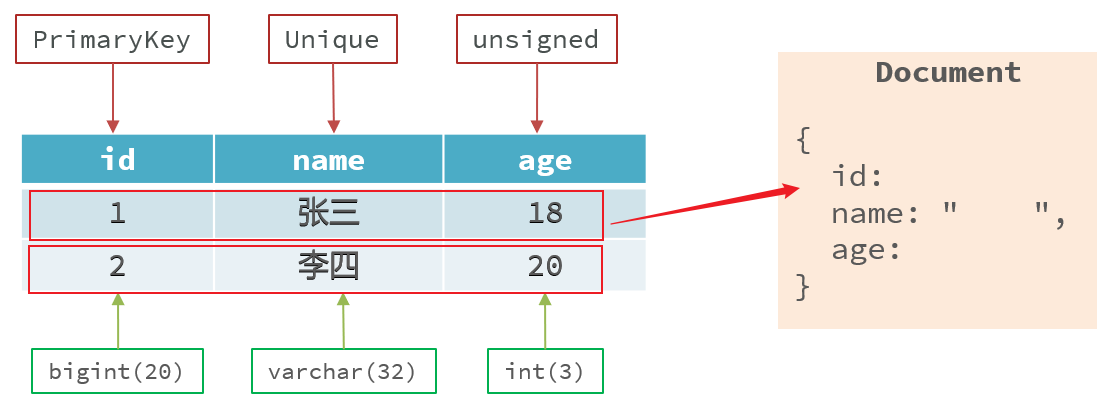 PrimaryKey Unique unsigned
id name age
1 张三 18
2 李四 20
bigint(20) varchar(32) int(3)
Document
{
id:
name: " ",
age:
}